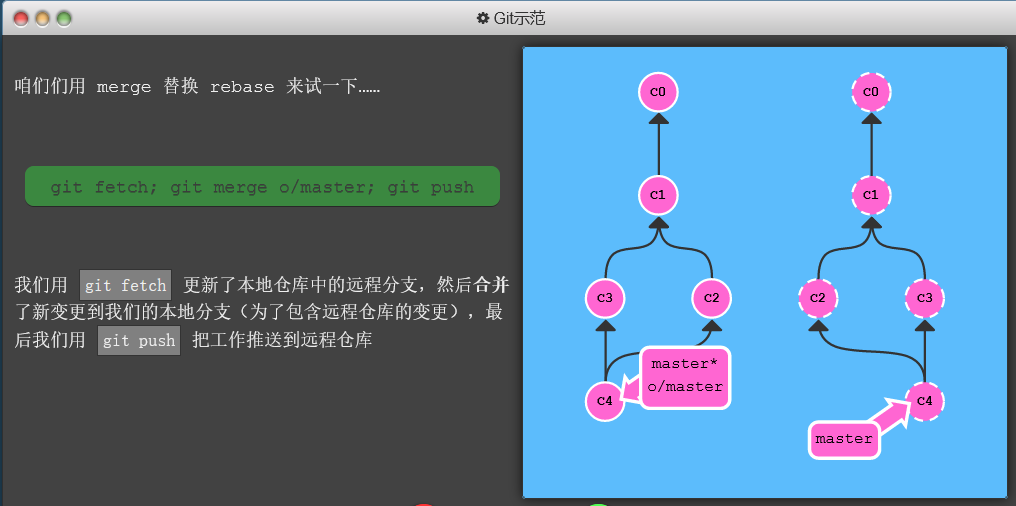 Git示范
咱们们用 merge 替换 rebase 来试一下……
git fetch; git merge o/master; git push
我们用 git fetch 更新了本地仓库中的远程分支，然后合并
了新变更到我们的本地分支（为了包含远程仓库的变更），最
后我们用 git push 把工作推送到远程仓库
C0
C1
C3
C2
master*
o/master
C4
C0
C1
C2
C3
C4
master